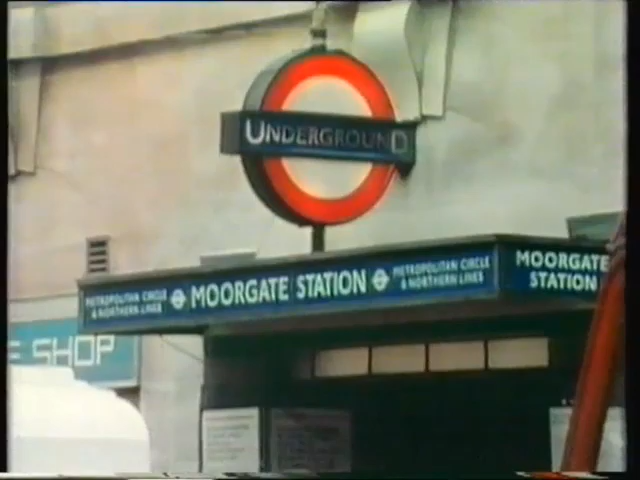 UNDERGROUND
METROPOLITAN CIRCLE
& NORTHERN LINES
MOORGATE STATION
METROPOLITAN CIRCLE
& NORTHERN LINES
MOORGATE
STATION
SHOP